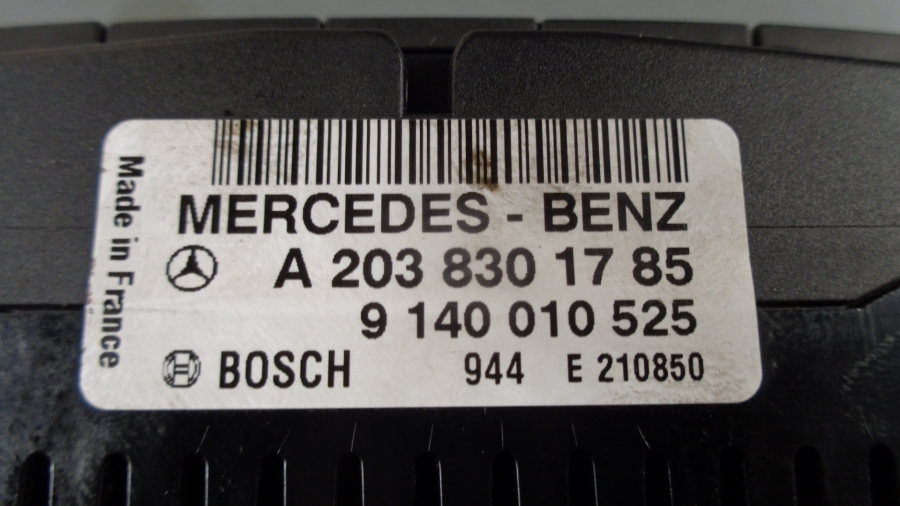 Made in France
MERCEDES - BENZ
A 203 830 17 85
9 140 010 525
BOSCH 944 E 210850